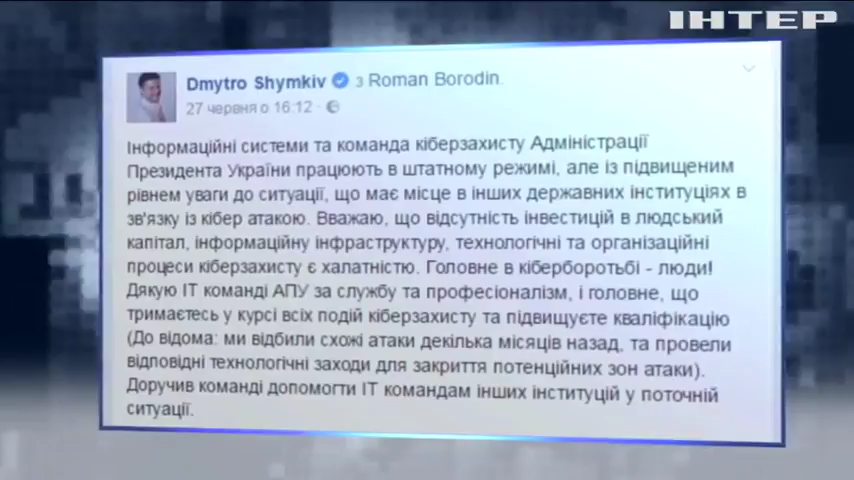 ІНТЕР
Dmytro Shymkiv з Roman Borodin.
27 червня о 16:12 ·
Інформаційні системи та команда кіберзахисту Адміністрації
Президента України працюють в штатному режимі, але із підвищеним
рівнем уваги до ситуації, що має місце в інших державних інституціях в
зв'язку із кібер атакою. Вважаю, що відсутність інвестицій в людський
капітал, інформаційну інфраструктуру, технологічні та організаційні
процеси кіберзахисту є халатністю. Головне в кіберборотьбі - люди!
Дякую ІТ команді АПУ за службу та професіоналізм, і головне, що
тримаєтесь у курсі всіх подій кіберзахисту та підвищуєте кваліфікацію
(До відома: ми відбили схожі атаки декілька місяців назад, та провели
відповідні технологічні заходи для закриття потенційних зон атаки).
Доручив команді допомогти ІТ командам інших інституцій у поточній
ситуації.